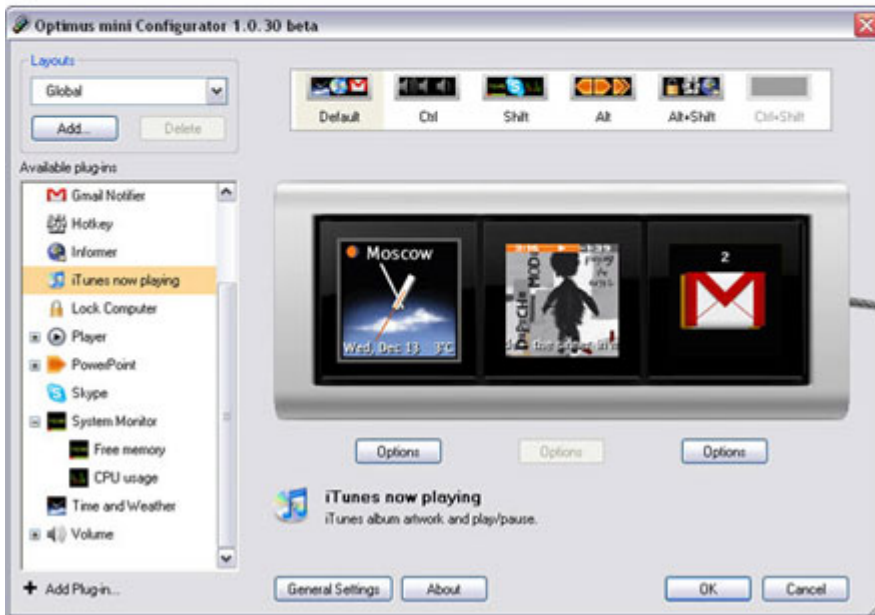 Optimus mini Configurator 1.0.30 beta
Layouts
Global
Add...
Delete
Default
Ctrl
Shift
Alt
Alt+Shift
Ctrl+Shift
Available plug-ins
Gmail Notifier
Hotkey
Informer
iTunes now playing
Lock Computer
Player
PowerPoint
Skype
System Monitor
Free memory
CPU usage
Time and Weather
Volume
Add Plug-in...
Moscow
Wed, Dec 13 3°C
2
Options
Options
Options
iTunes now playing
iTunes album artwork and play/pause.
General Settings
About
OK
Cancel